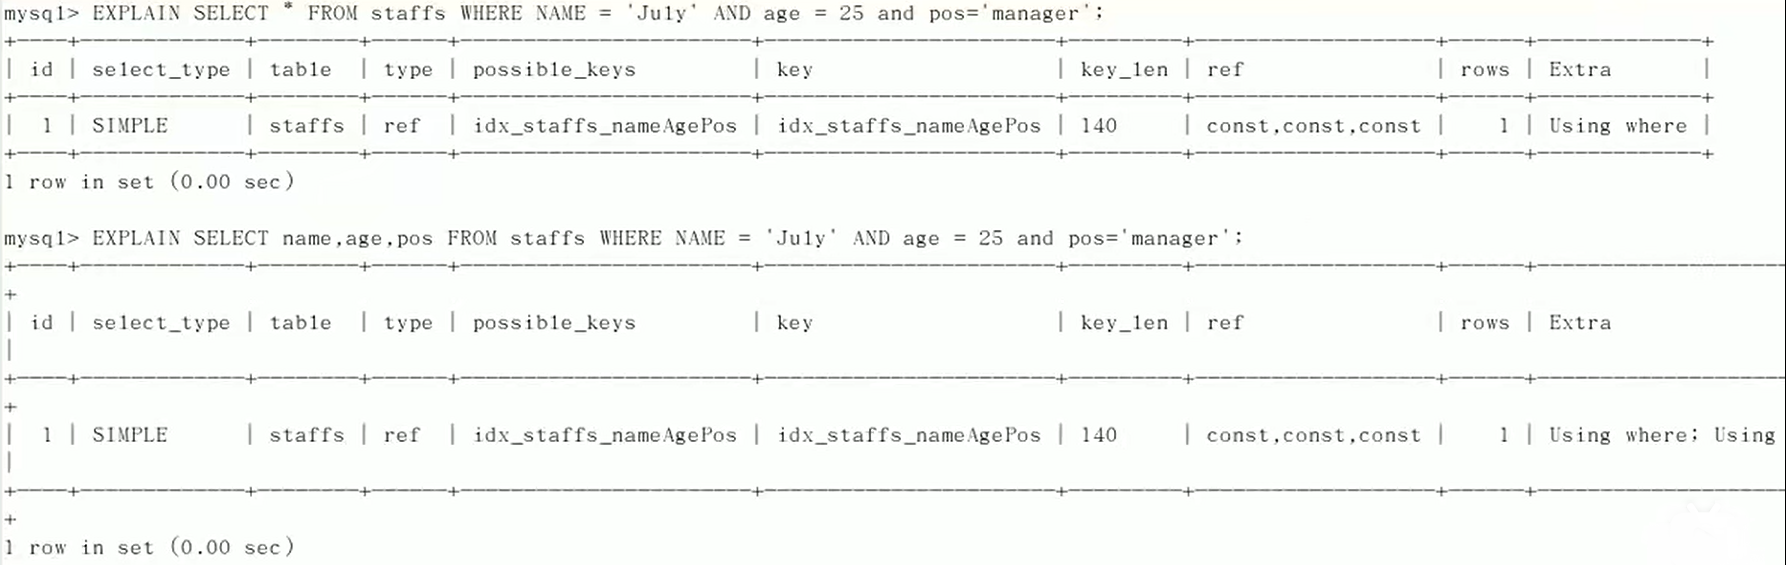 mysql> EXPLAIN SELECT * FROM staffs WHERE NAME = 'July' AND age = 25 and pos='manager';
+----+-------------+--------+------+-----------------------+-----------------------+---------+-------------------+------+-------------+
| id | select_type | table | type | possible_keys | key | key_len | ref | rows | Extra |
+----+-------------+--------+------+-----------------------+-----------------------+---------+-------------------+------+-------------+
| 1 | SIMPLE | staffs | ref | idx_staffs_nameAgePos | idx_staffs_nameAgePos | 140 | const,const,const | 1 | Using where |
+----+-------------+--------+------+-----------------------+-----------------------+---------+-------------------+------+-------------+
1 row in set (0.00 sec)
mysql> EXPLAIN SELECT name,age,pos FROM staffs WHERE NAME = 'July' AND age = 25 and pos='manager';
+----+-------------+--------+------+-----------------------+-----------------------+---------+-------------------+------+--------------------
+
| id | select_type | table | type | possible_keys | key | key_len | ref | rows | Extra
|
+----+-------------+--------+------+-----------------------+-----------------------+---------+-------------------+------+--------------------
+
| 1 | SIMPLE | staffs | ref | idx_staffs_nameAgePos | idx_staffs_nameAgePos | 140 | const,const,const | 1 | Using where; Using
|
+----+-------------+--------+------+-----------------------+-----------------------+---------+-------------------+------+--------------------
+
1 row in set (0.00 sec)